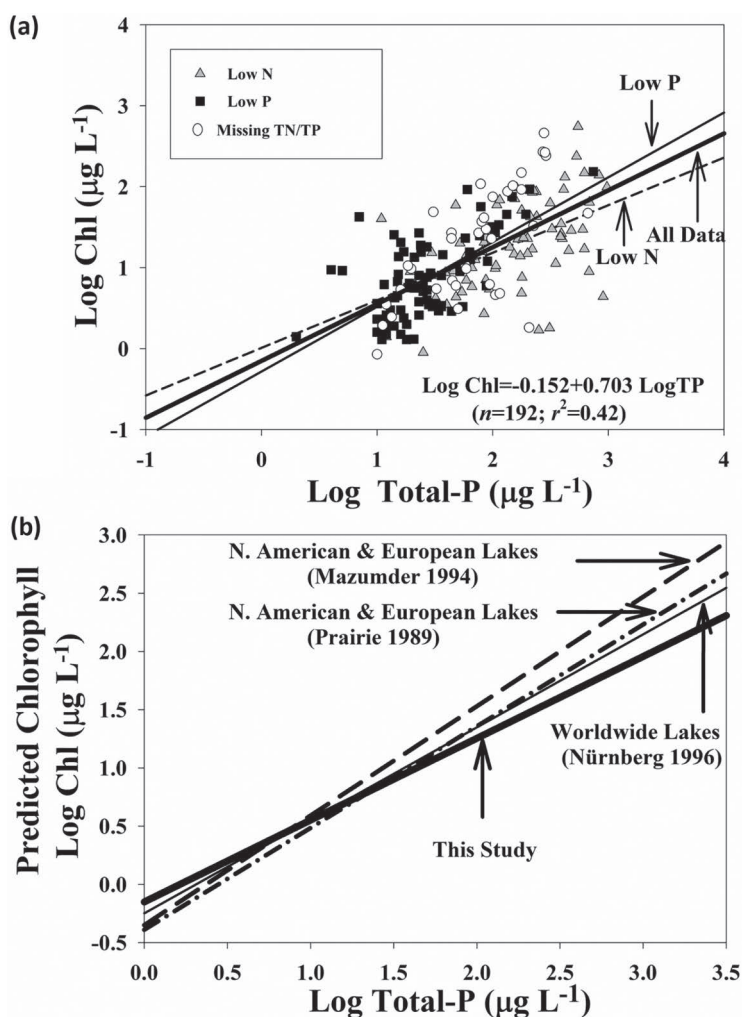 (a)
Log Chl (µg L-1)
4
3
2
1
0
-1
Low N
Low P
Missing TN/TP
Low P
All Data
Low N
Log Chl=-0.152+0.703 LogTP
(n=192; r2=0.42)
-1 0 1 2 3 4
Log Total-P (µg L-1)
(b)
Predicted Chlorophyll
Log Chl (µg L-1)
3.0
2.5
2.0
1.5
1.0
0.5
0.0
-0.5
N. American & European Lakes
(Mazumder 1994)
N. American & European Lakes
(Prairie 1989)
Worldwide Lakes
(Nürnberg 1996)
This Study
0.0 0.5 1.0 1.5 2.0 2.5 3.0 3.5
Log Total-P (µg L-1)